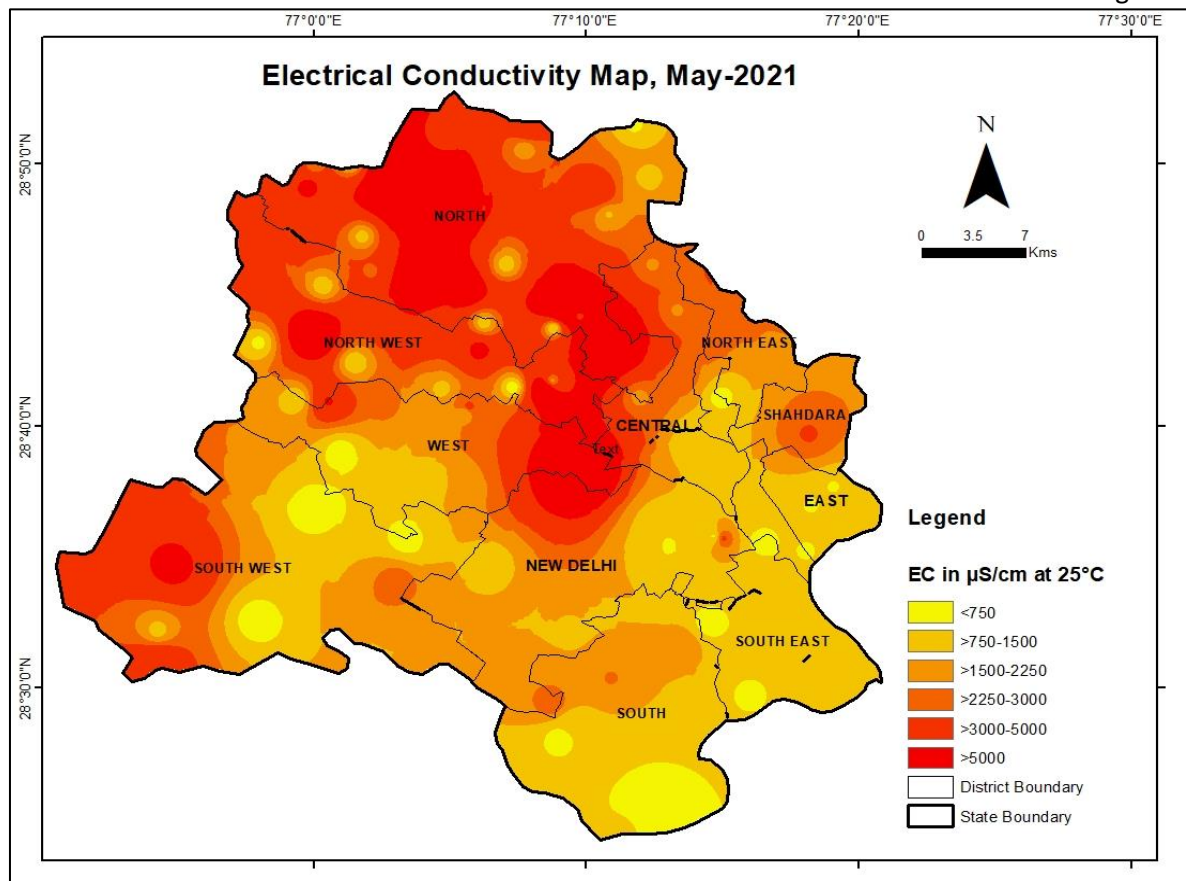 77°0'0"E
77°10'0"E
77°20'0"E
77°30'0"E
Electrical Conductivity Map, May-2021
N
28°50'0"N
0 3.5 7
Kms
NORTH
NORTH WEST
NORTH EAST
SHAHDARA
CENTRAL
28°40'0"N
WEST
Text
EAST
Legend
SOUTH WEST
NEW DELHI
EC in µS/cm at 25°C
<750
>750-1500
SOUTH EAST
>1500-2250
28°30'0"N
>2250-3000
SOUTH
>3000-5000
>5000
District Boundary
State Boundary